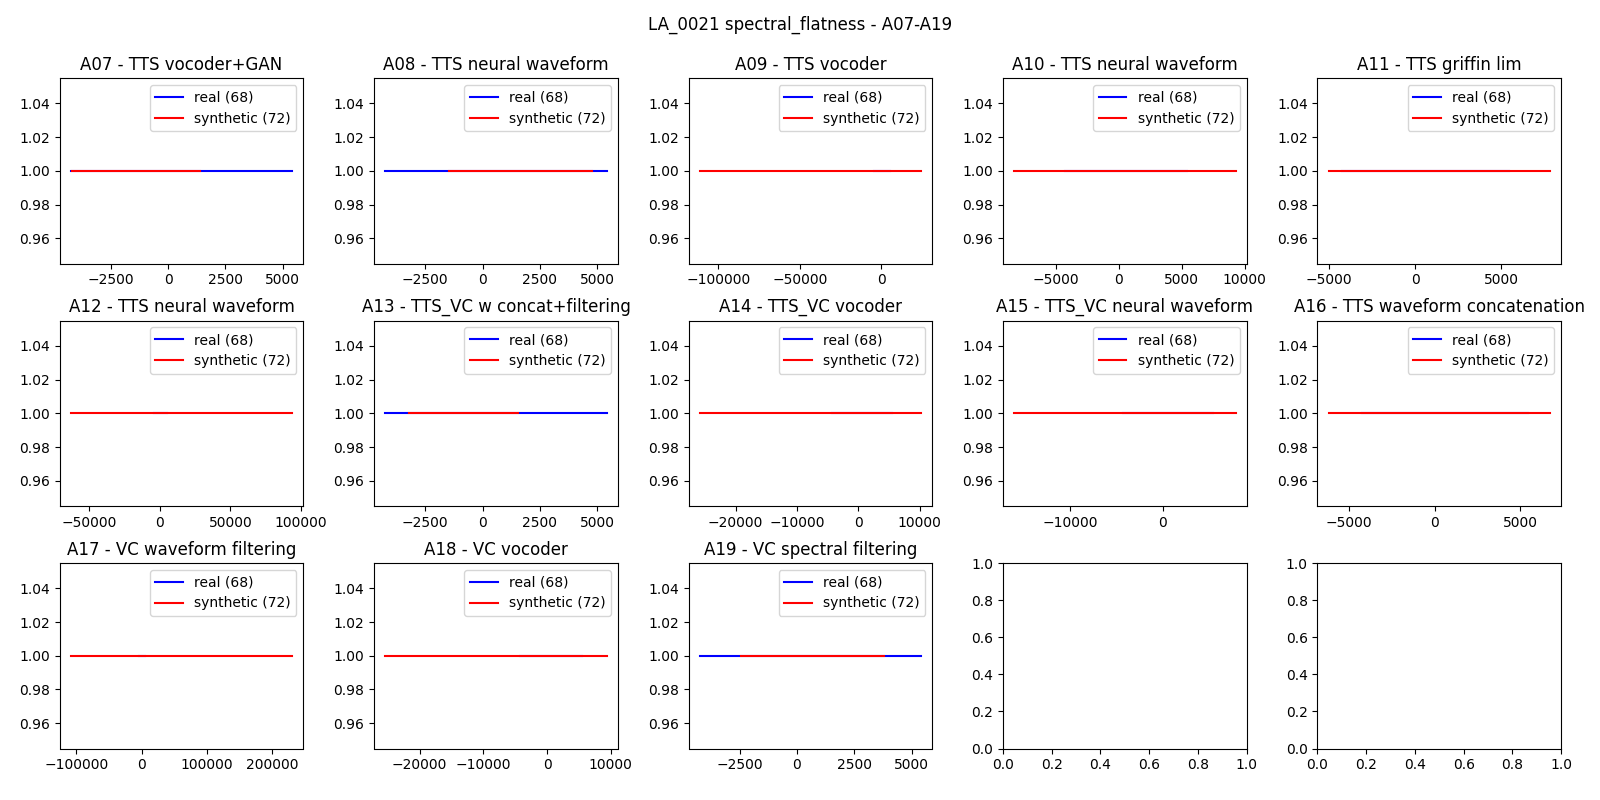 LA_0021 spectral_flatness - A07-A19
A07 - TTS vocoder+GAN
A08 - TTS neural waveform
A09 - TTS vocoder
A10 - TTS neural waveform
A11 - TTS griffin lim
1.04
1.02
1.00
0.98
0.96
real (68)
synthetic (72)
−2500 0 2500 5000
1.04
1.02
1.00
0.98
0.96
real (68)
synthetic (72)
−2500 0 2500 5000
1.04
1.02
1.00
0.98
0.96
real (68)
synthetic (72)
−100000 −50000 0
1.04
1.02
1.00
0.98
0.96
real (68)
synthetic (72)
−5000 0 5000 10000
1.04
1.02
1.00
0.98
0.96
real (68)
synthetic (72)
−5000 0 5000
A12 - TTS neural waveform
A13 - TTS_VC w concat+filtering
A14 - TTS_VC vocoder
A15 - TTS_VC neural waveform
A16 - TTS waveform concatenation
1.04
1.02
1.00
0.98
0.96
real (68)
synthetic (72)
−50000 0 50000 100000
1.04
1.02
1.00
0.98
0.96
real (68)
synthetic (72)
−2500 0 2500 5000
1.04
1.02
1.00
0.98
0.96
real (68)
synthetic (72)
−20000 −10000 0 10000
1.04
1.02
1.00
0.98
0.96
real (68)
synthetic (72)
−10000 0
1.04
1.02
1.00
0.98
0.96
real (68)
synthetic (72)
−5000 0 5000
A17 - VC waveform filtering
A18 - VC vocoder
A19 - VC spectral filtering
1.04
1.02
1.00
0.98
0.96
real (68)
synthetic (72)
−100000 0 100000 200000
1.04
1.02
1.00
0.98
0.96
real (68)
synthetic (72)
−20000 −10000 0 10000
1.04
1.02
1.00
0.98
0.96
real (68)
synthetic (72)
−2500 0 2500 5000
1.0
0.8
0.6
0.4
0.2
0.0
0.0 0.2 0.4 0.6 0.8 1.0
1.0
0.8
0.6
0.4
0.2
0.0
0.0 0.2 0.4 0.6 0.8 1.0